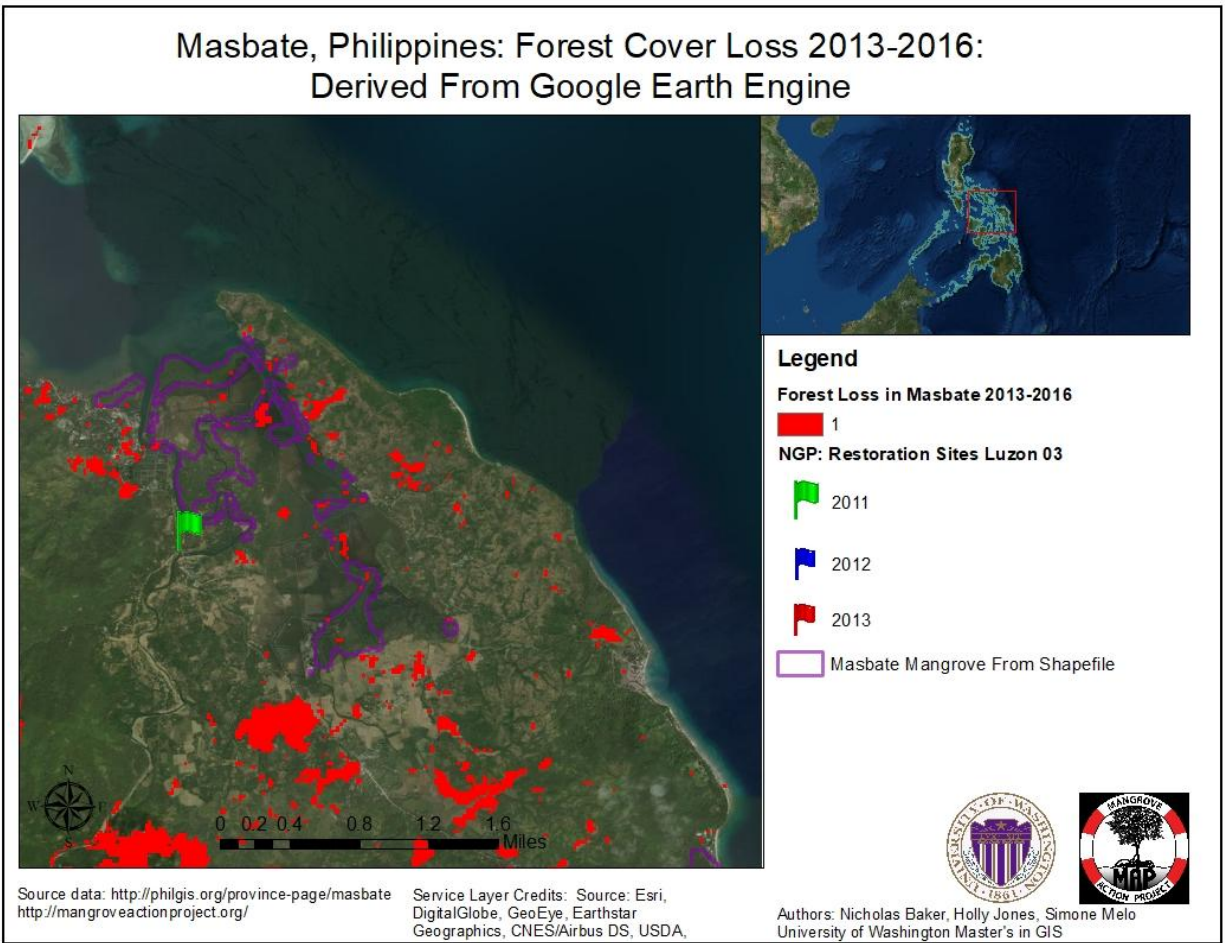 Masbate, Philippines: Forest Cover Loss 2013-2016:
Derived From Google Earth Engine
Legend
Forest Loss in Masbate 2013-2016
1
NGP: Restoration Sites Luzon 03
2011
2012
2013
Masbate Mangrove From Shapefile
N
W E
S
0 0.2 0.4 0.8 1.2 1.6
Miles
Source data: http://philgis.org/province-page/masbate
http://mangroveactionproject.org/
Service Layer Credits: Source: Esri,
DigitalGlobe, GeoEye, Earthstar
Geographics, CNES/Airbus DS, USDA,
UNIVERSITY OF WASHINGTON
1861
MANGROVE
MAP
ACTION PROJECT
Authors: Nicholas Baker, Holly Jones, Simone Melo
University of Washington Master's in GIS